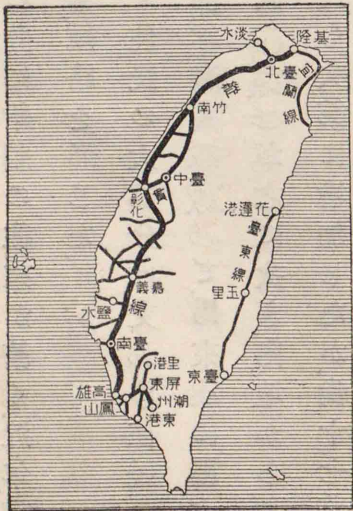 淡水
基隆
臺北
宜蘭線
竹南
縱貫線
臺中
彰化
花蓮港
臺東線
嘉義
玉里
鹽水
臺南
里港
屏東
臺東
高雄
潮州
鳳山
東港